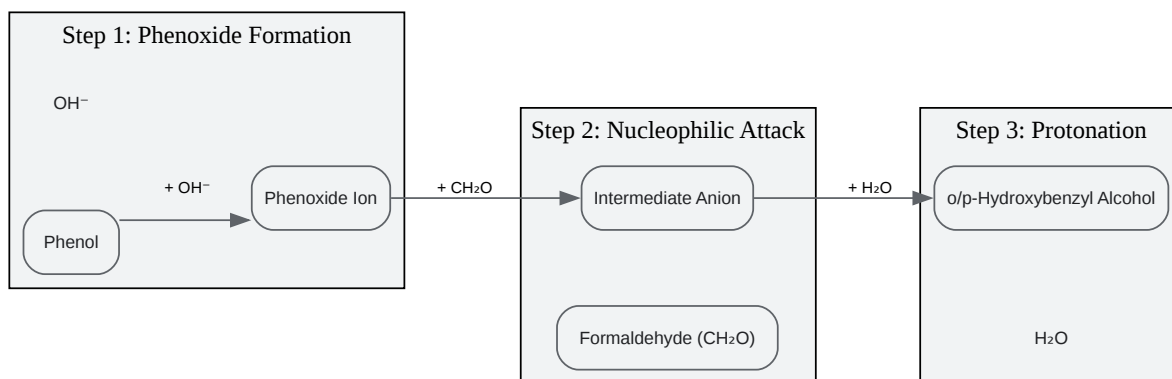 Step 1: Phenoxide Formation
OH⁻
+ OH⁻
Phenoxide Ion
Phenol
+ CH₂O
Step 2: Nucleophilic Attack
Intermediate Anion
Formaldehyde (CH₂O)
+ H₂O
Step 3: Protonation
o/p-Hydroxybenzyl Alcohol
H₂O